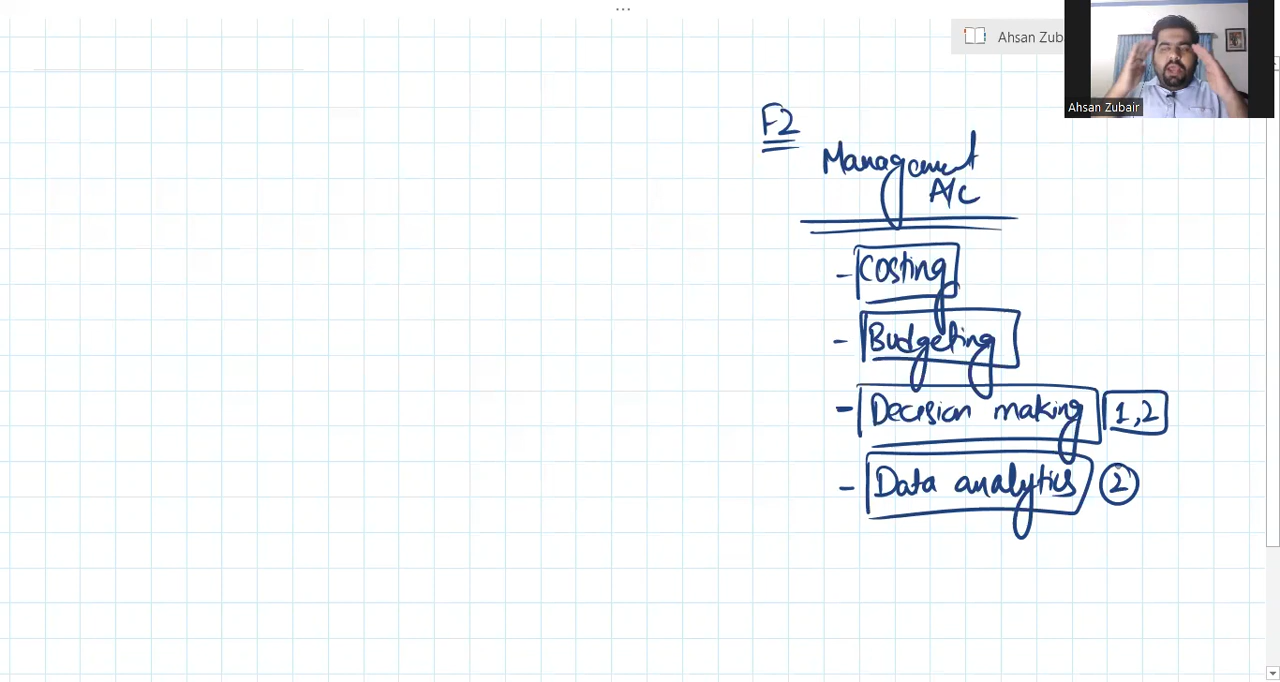 ...
Ahsan Zub
Ahsan Zubair
F2
Management
A/C
- Costing
- Budgeting
- Decision making 1,2
- Data analytics 2